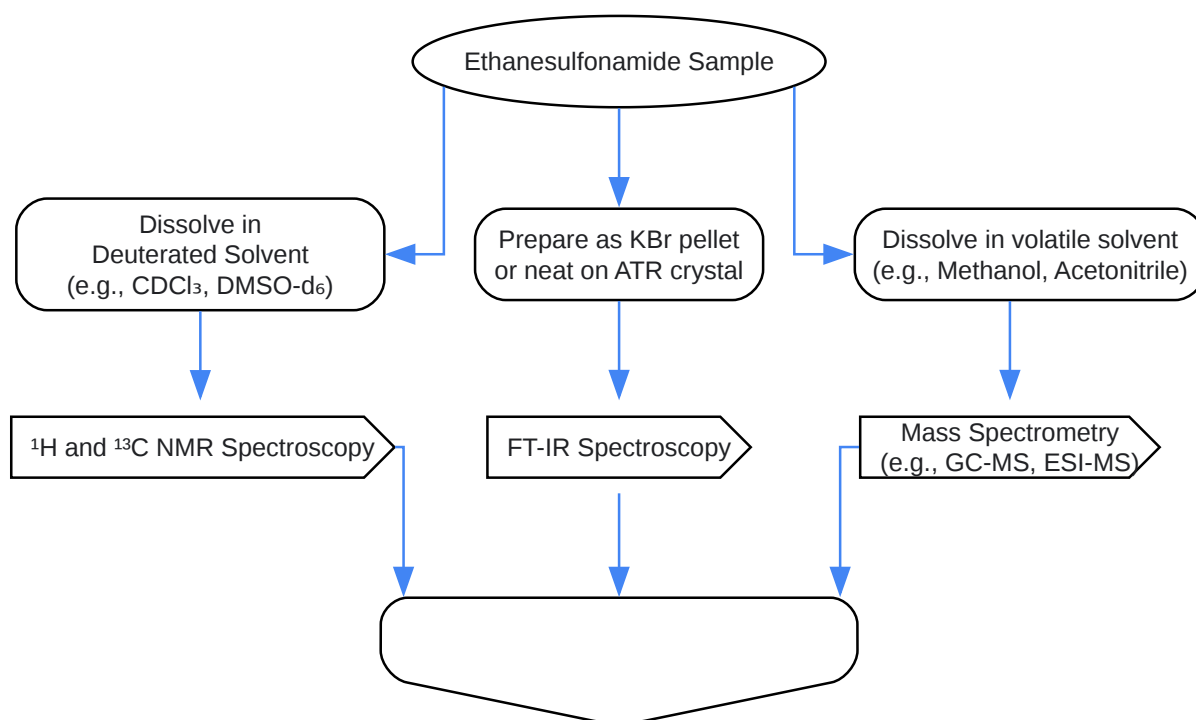 Ethanesulfonamide Sample
Dissolve in
Deuterated Solvent
(e.g., CDCl₃, DMSO-d₆)
Prepare as KBr pellet
or neat on ATR crystal
Dissolve in volatile solvent
(e.g., Methanol, Acetonitrile)
¹H and ¹³C NMR Spectroscopy
FT-IR Spectroscopy
Mass Spectrometry
(e.g., GC-MS, ESI-MS)